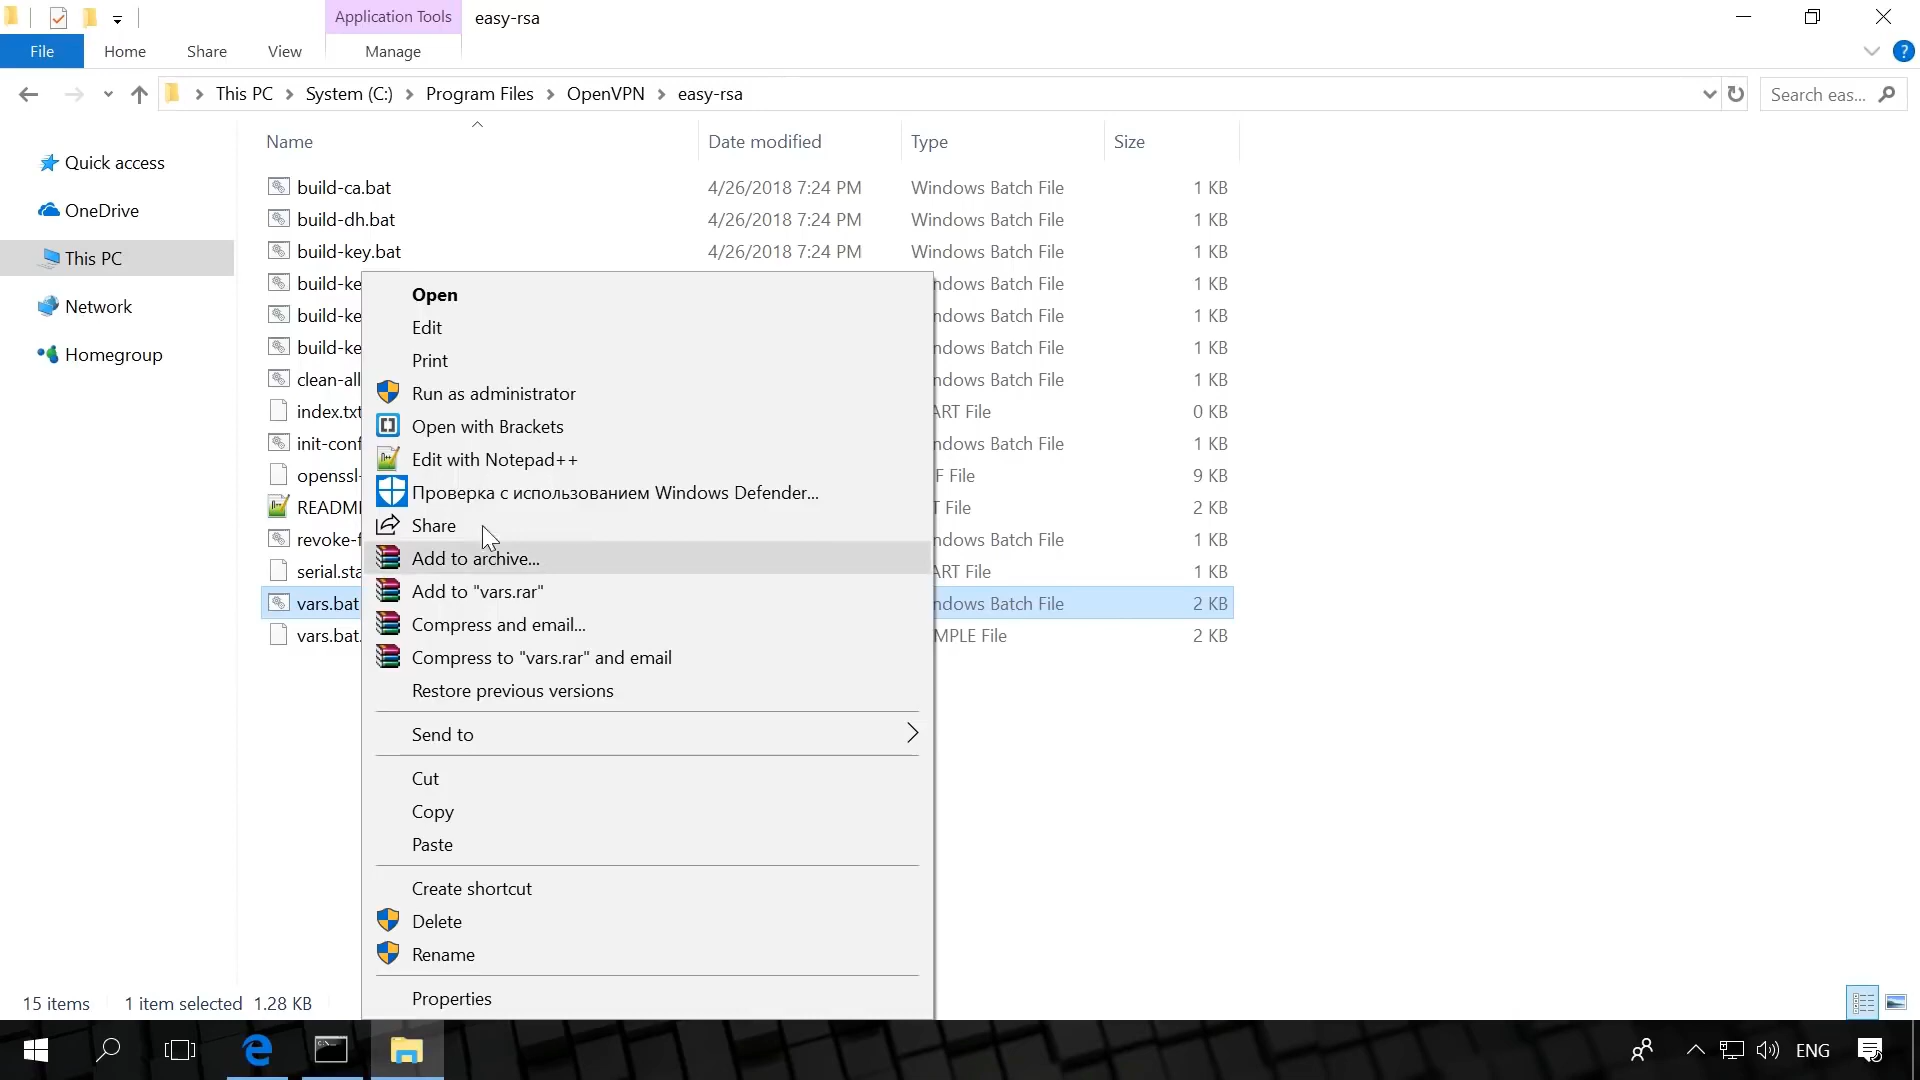 Application Tools
easy-rsa
File
Home
Share
View
Manage
This PC
System (C:)
Program Files
OpenVPN
easy-rsa
Search eas...
Name
Date modified
Type
Size
Quick access
OneDrive
This PC
Network
Homegroup
build-ca.bat 4/26/2018 7:24 PM Windows Batch File 1 KB
build-dh.bat 4/26/2018 7:24 PM Windows Batch File 1 KB
build-key.bat 4/26/2018 7:24 PM Windows Batch File 1 KB
build-ke ndows Batch File 1 KB
build-ke ndows Batch File 1 KB
build-ke ndows Batch File 1 KB
clean-all ndows Batch File 1 KB
index.txt ART File 0 KB
init-conf ndows Batch File 1 KB
openssl- F File 9 KB
READM T File 2 KB
revoke-f ndows Batch File 1 KB
serial.sta ART File 1 KB
vars.bat ndows Batch File 2 KB
vars.bat. MPLE File 2 KB
Open
Edit
Print
Run as administrator
Open with Brackets
Edit with Notepad++
Проверка с использованием Windows Defender...
Share
Add to archive...
Add to "vars.rar"
Compress and email...
Compress to "vars.rar" and email
Restore previous versions
Send to
Cut
Copy
Paste
Create shortcut
Delete
Rename
Properties
15 items
1 item selected 1.28 KB
ENG